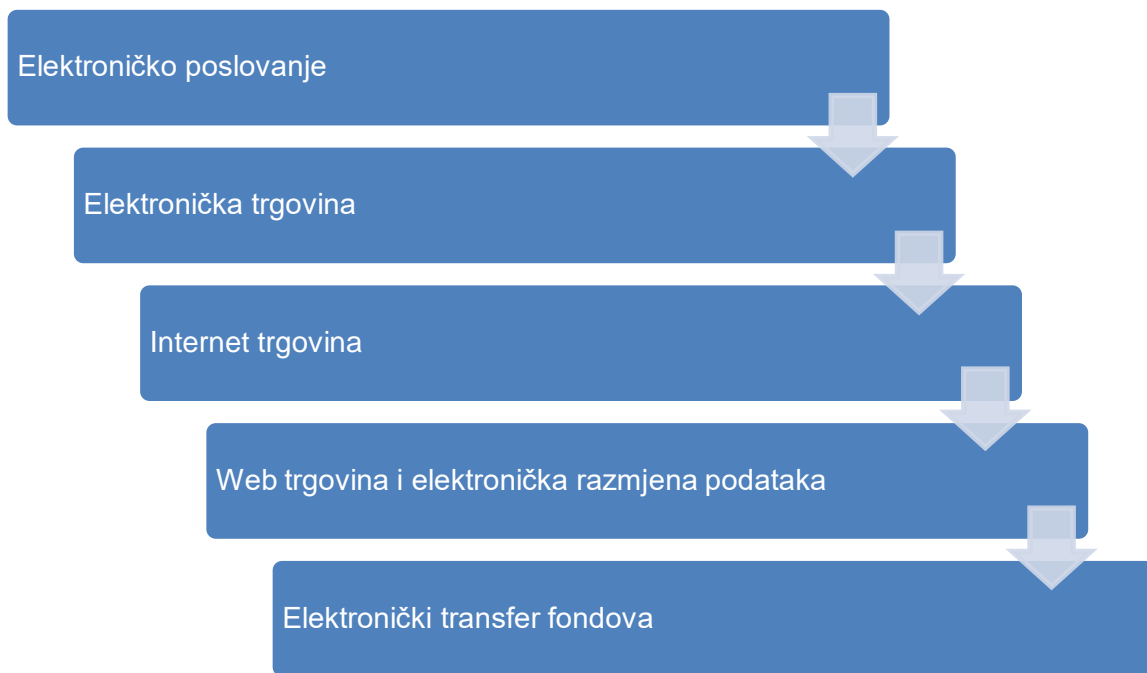 Elektroničko poslovanje
Elektronička trgovina
Internet trgovina
Web trgovina i elektronička razmjena podataka
Elektronički transfer fondova